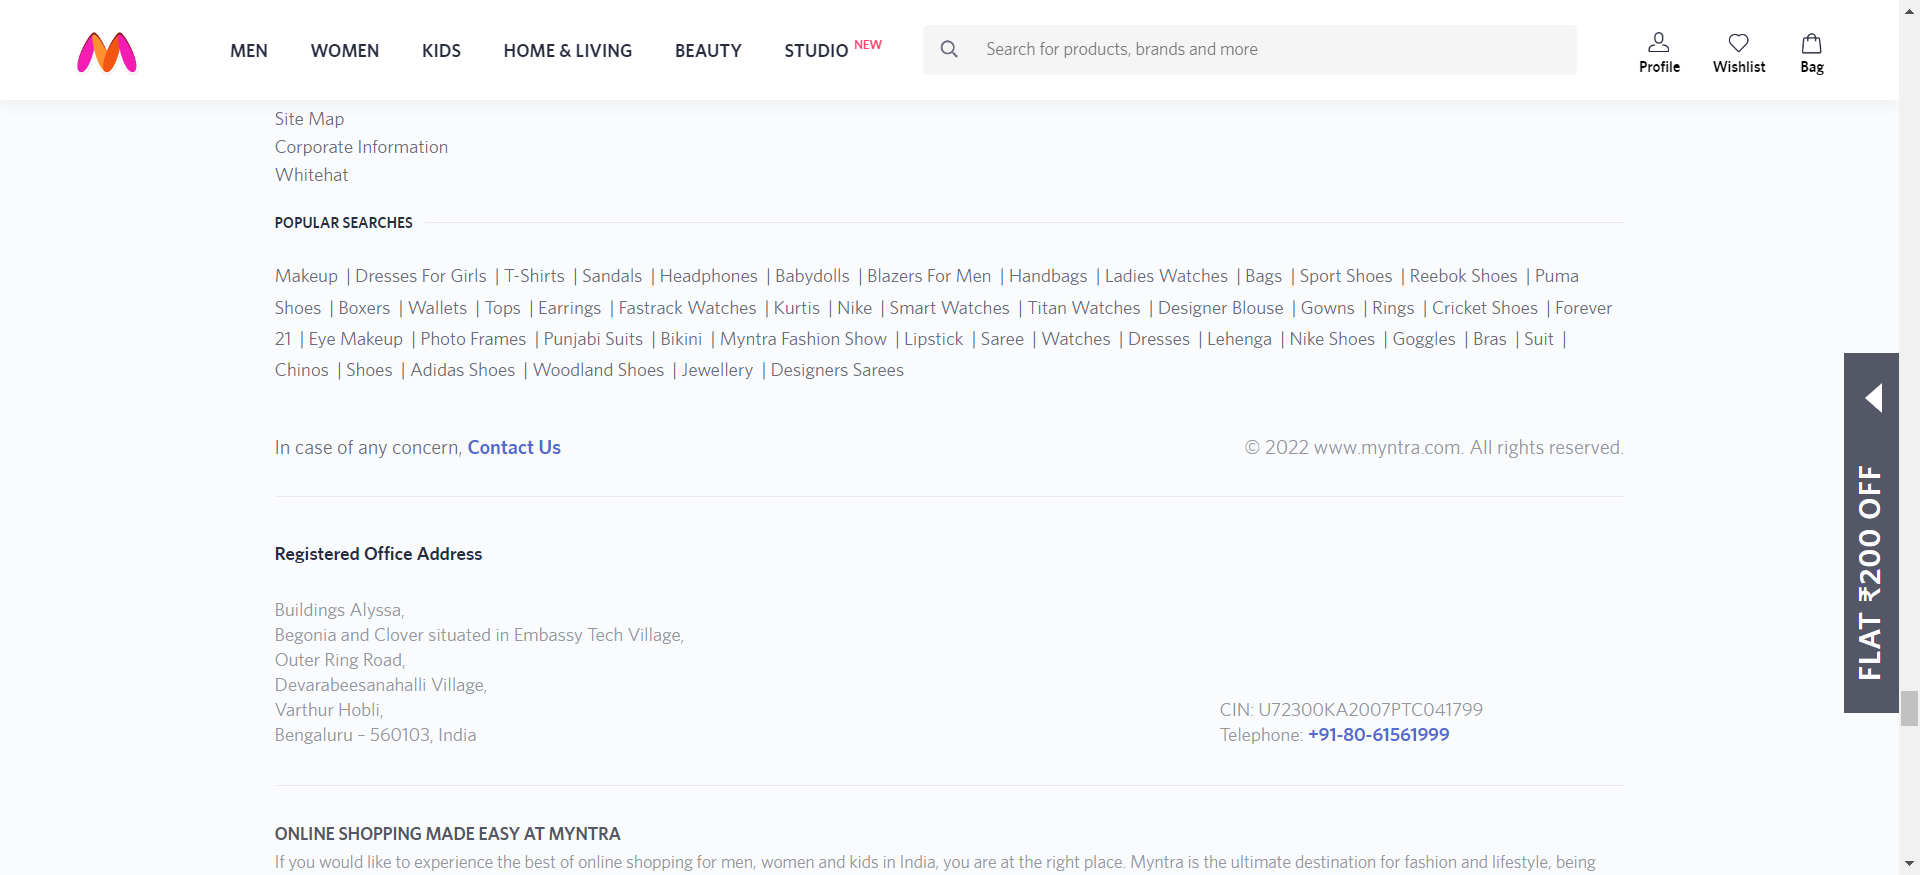 MEN WOMEN KIDS HOME & LIVING BEAUTY STUDIO NEW Search for products, brands and more Profile Wishlist Bag
Site Map
Corporate Information
Whitehat
POPULAR SEARCHES
Makeup | Dresses For Girls | T-Shirts | Sandals | Headphones | Babydolls | Blazers For Men | Handbags | Ladies Watches | Bags | Sport Shoes | Reebok Shoes | Puma
Shoes | Boxers | Wallets | Tops | Earrings | Fastrack Watches | Kurtis | Nike | Smart Watches | Titan Watches | Designer Blouse | Gowns | Rings | Cricket Shoes | Forever
21 | Eye Makeup | Photo Frames | Punjabi Suits | Bikini | Myntra Fashion Show | Lipstick | Saree | Watches | Dresses | Lehenga | Nike Shoes | Goggles | Bras | Suit |
Chinos | Shoes | Adidas Shoes | Woodland Shoes | Jewellery | Designers Sarees
In case of any concern, Contact Us © 2022 www.myntra.com. All rights reserved.
FLAT ₹200 OFF
Registered Office Address
Buildings Alyssa,
Begonia and Clover situated in Embassy Tech Village,
Outer Ring Road,
Devarabeesanahalli Village,
Varthur Hobli,
Bengaluru – 560103, India
CIN: U72300KA2007PTC041799
Telephone: +91-80-61561999
ONLINE SHOPPING MADE EASY AT MYNTRA
If you would like to experience the best of online shopping for men, women and kids in India, you are at the right place. Myntra is the ultimate destination for fashion and lifestyle, being